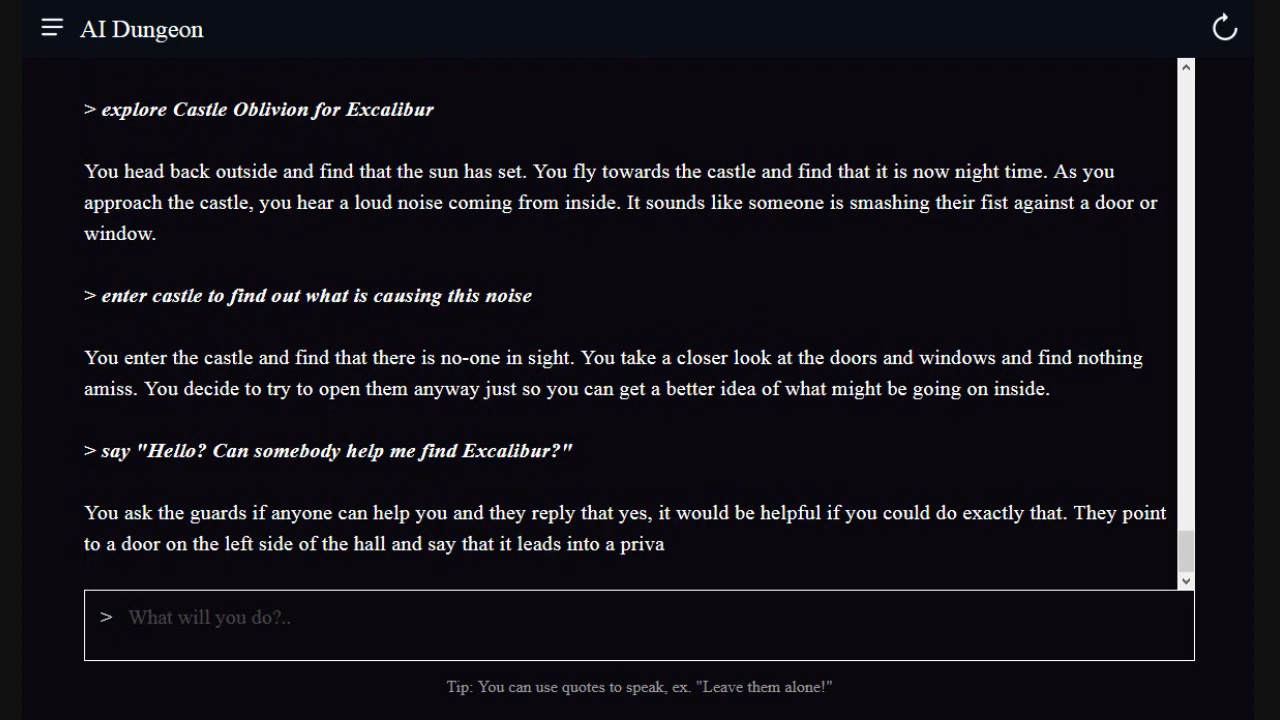 AI Dungeon
> explore Castle Oblivion for Excalibur
You head back outside and find that the sun has set. You fly towards the castle and find that it is now night time. As you
approach the castle, you hear a loud noise coming from inside. It sounds like someone is smashing their fist against a door or
window.
> enter castle to find out what is causing this noise
You enter the castle and find that there is no-one in sight. You take a closer look at the doors and windows and find nothing
amiss. You decide to try to open them anyway just so you can get a better idea of what might be going on inside.
> say "Hello? Can somebody help me find Excalibur?"
You ask the guards if anyone can help you and they reply that yes, it would be helpful if you could do exactly that. They point
to a door on the left side of the hall and say that it leads into a priva
> What will you do?..
Tip: You can use quotes to speak, ex. "Leave them alone!"